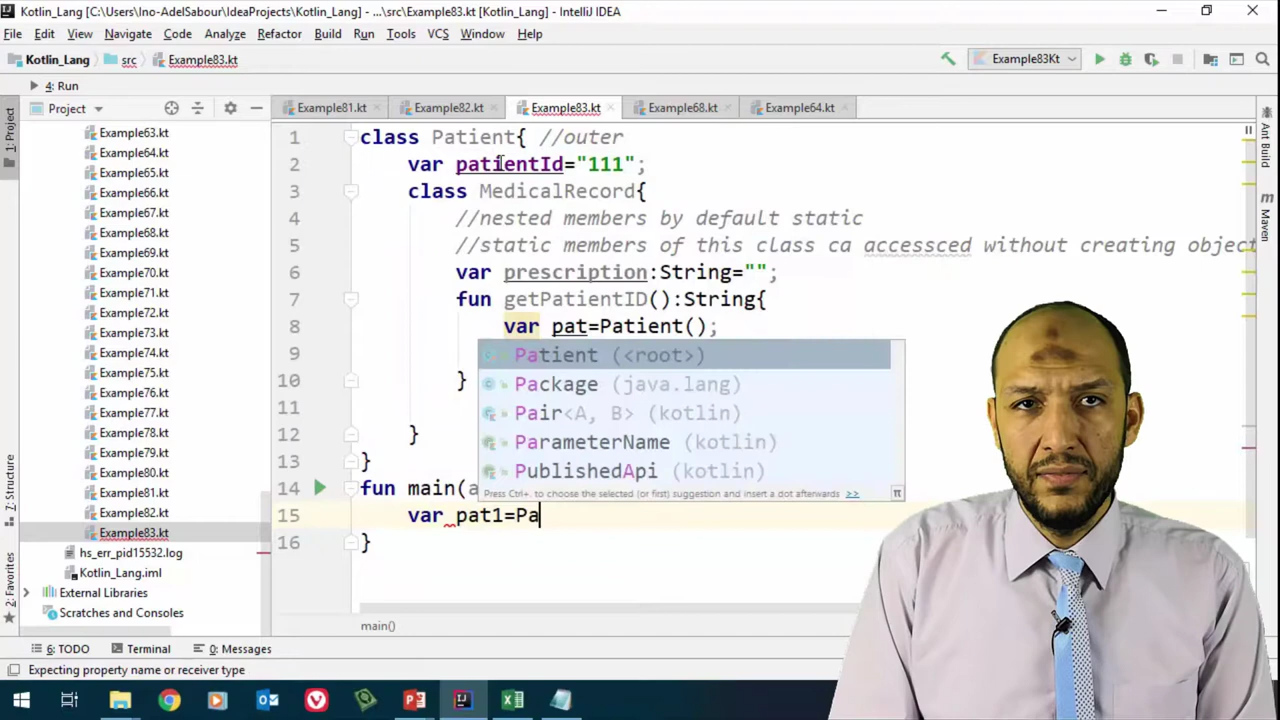 Kotlin_Lang [C:\Users\Ino-AdelSabour\IdeaProjects\Kotlin_Lang] - ...\src\Example83.kt [Kotlin_Lang] - IntelliJ IDEA
File Edit View Navigate Code Analyze Refactor Build Run Tools VCS Window Help
Kotlin_Lang src Example83.kt Example83Kt
4: Run
Project Example81.kt Example82.kt Example83.kt Example68.kt Example64.kt
1: Project
7: Structure
2: Favorites
Ant Build
Maven
Example63.kt
Example64.kt
Example65.kt
Example66.kt
Example67.kt
Example68.kt
Example69.kt
Example70.kt
Example71.kt
Example72.kt
Example73.kt
Example74.kt
Example75.kt
Example76.kt
Example77.kt
Example78.kt
Example79.kt
Example80.kt
Example81.kt
Example82.kt
Example83.kt
hs_err_pid15532.log
Kotlin_Lang.iml
External Libraries
Scratches and Consoles
1 class Patient{ //outer
2 var patientId="111";
3 class MedicalRecord{
4 //nested members by default static
5 //static members of this class ca accessced without creating object
6 var prescription:String="";
7 fun getPatientID():String{
8 var pat=Patient();
9
10 }
11
12 }
13 }
14 fun main(a
15 var pat1=Pa
16 }
Patient (<root>)
Package (java.lang)
Pair<A, B> (kotlin)
ParameterName (kotlin)
PublishedApi (kotlin)
Press Ctrl+. to choose the selected (or first) suggestion and insert a dot afterwards >> π
main()
6: TODO Terminal 0: Messages
Expecting property name or receiver type